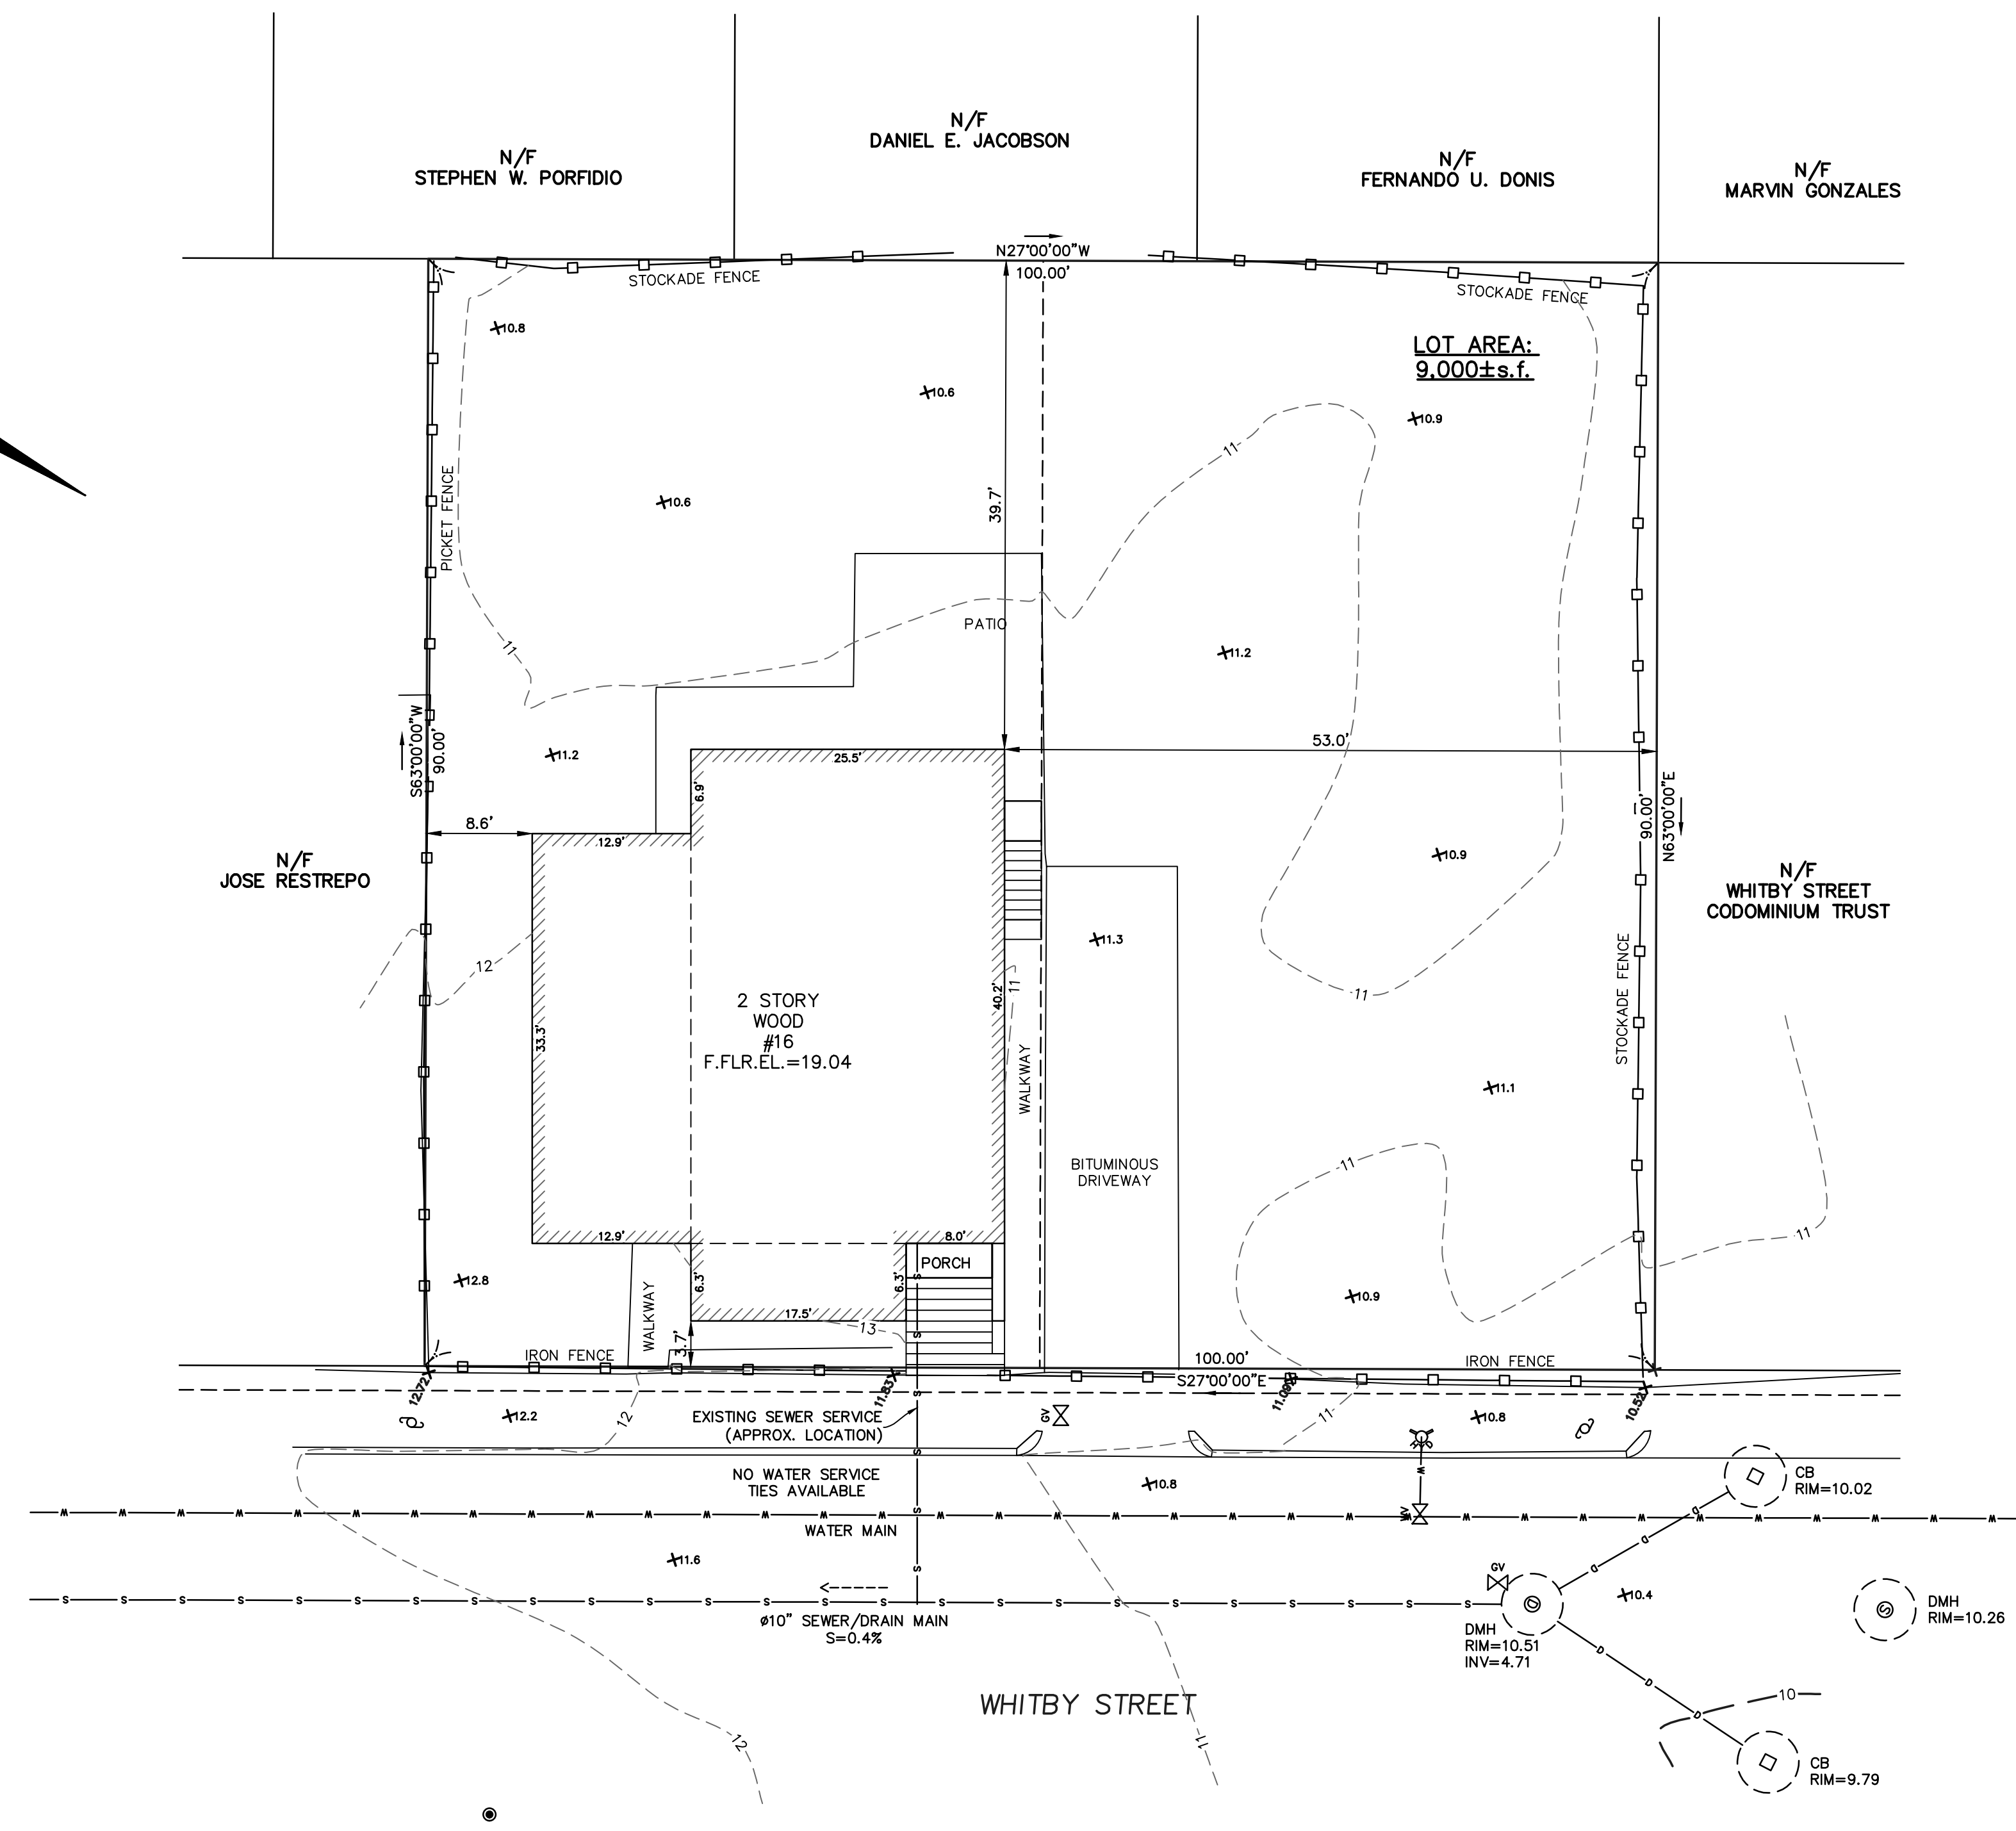 N/F
DANIEL E. JACOBSON
N/F
STEPHEN W. PORFIDIO
N/F
FERNANDO U. DONIS
N/F
MARVIN GONZALES
N27°00'00"W
100.00'
STOCKADE FENCE
STOCKADE FENCE
10.8
LOT AREA:
9,000±s.f.
10.6
10.9
11
10.6
39.7'
PICKET FENCE
PATIO
11
11.2
S63°00'00"W
90.00'
11.2
25.5'
53.0'
6.9'
N63°00'00"E
90.00'
8.6'
12.9'
10.9
N/F
JOSE RESTREPO
N/F
WHITBY STREET
CODOMINIUM TRUST
11.3
12
40.2'
11
11
STOCKADE FENCE
2 STORY
WOOD
#16
F.FLR.EL.=19.04
33.3'
WALKWAY
11.1
BITUMINOUS
DRIVEWAY
11
12.9'
8.0'
11
PORCH
12.8
6.3'
6.3'
10.9
WALKWAY
17.5'
13
3.7'
IRON FENCE
100.00'
IRON FENCE
S27°00'00"E
12.72
11.83
10.52
12.2
12
EXISTING SEWER SERVICE
(APPROX. LOCATION)
GV
11
10.8
NO WATER SERVICE
TIES AVAILABLE
10.8
CB
RIM=10.02
WATER MAIN
11.6
GV
10.4
Ø10" SEWER/DRAIN MAIN
S=0.4%
DMH
RIM=10.51
INV=4.71
DMH
RIM=10.26
WHITBY STREET
10
12
11
CB
RIM=9.79